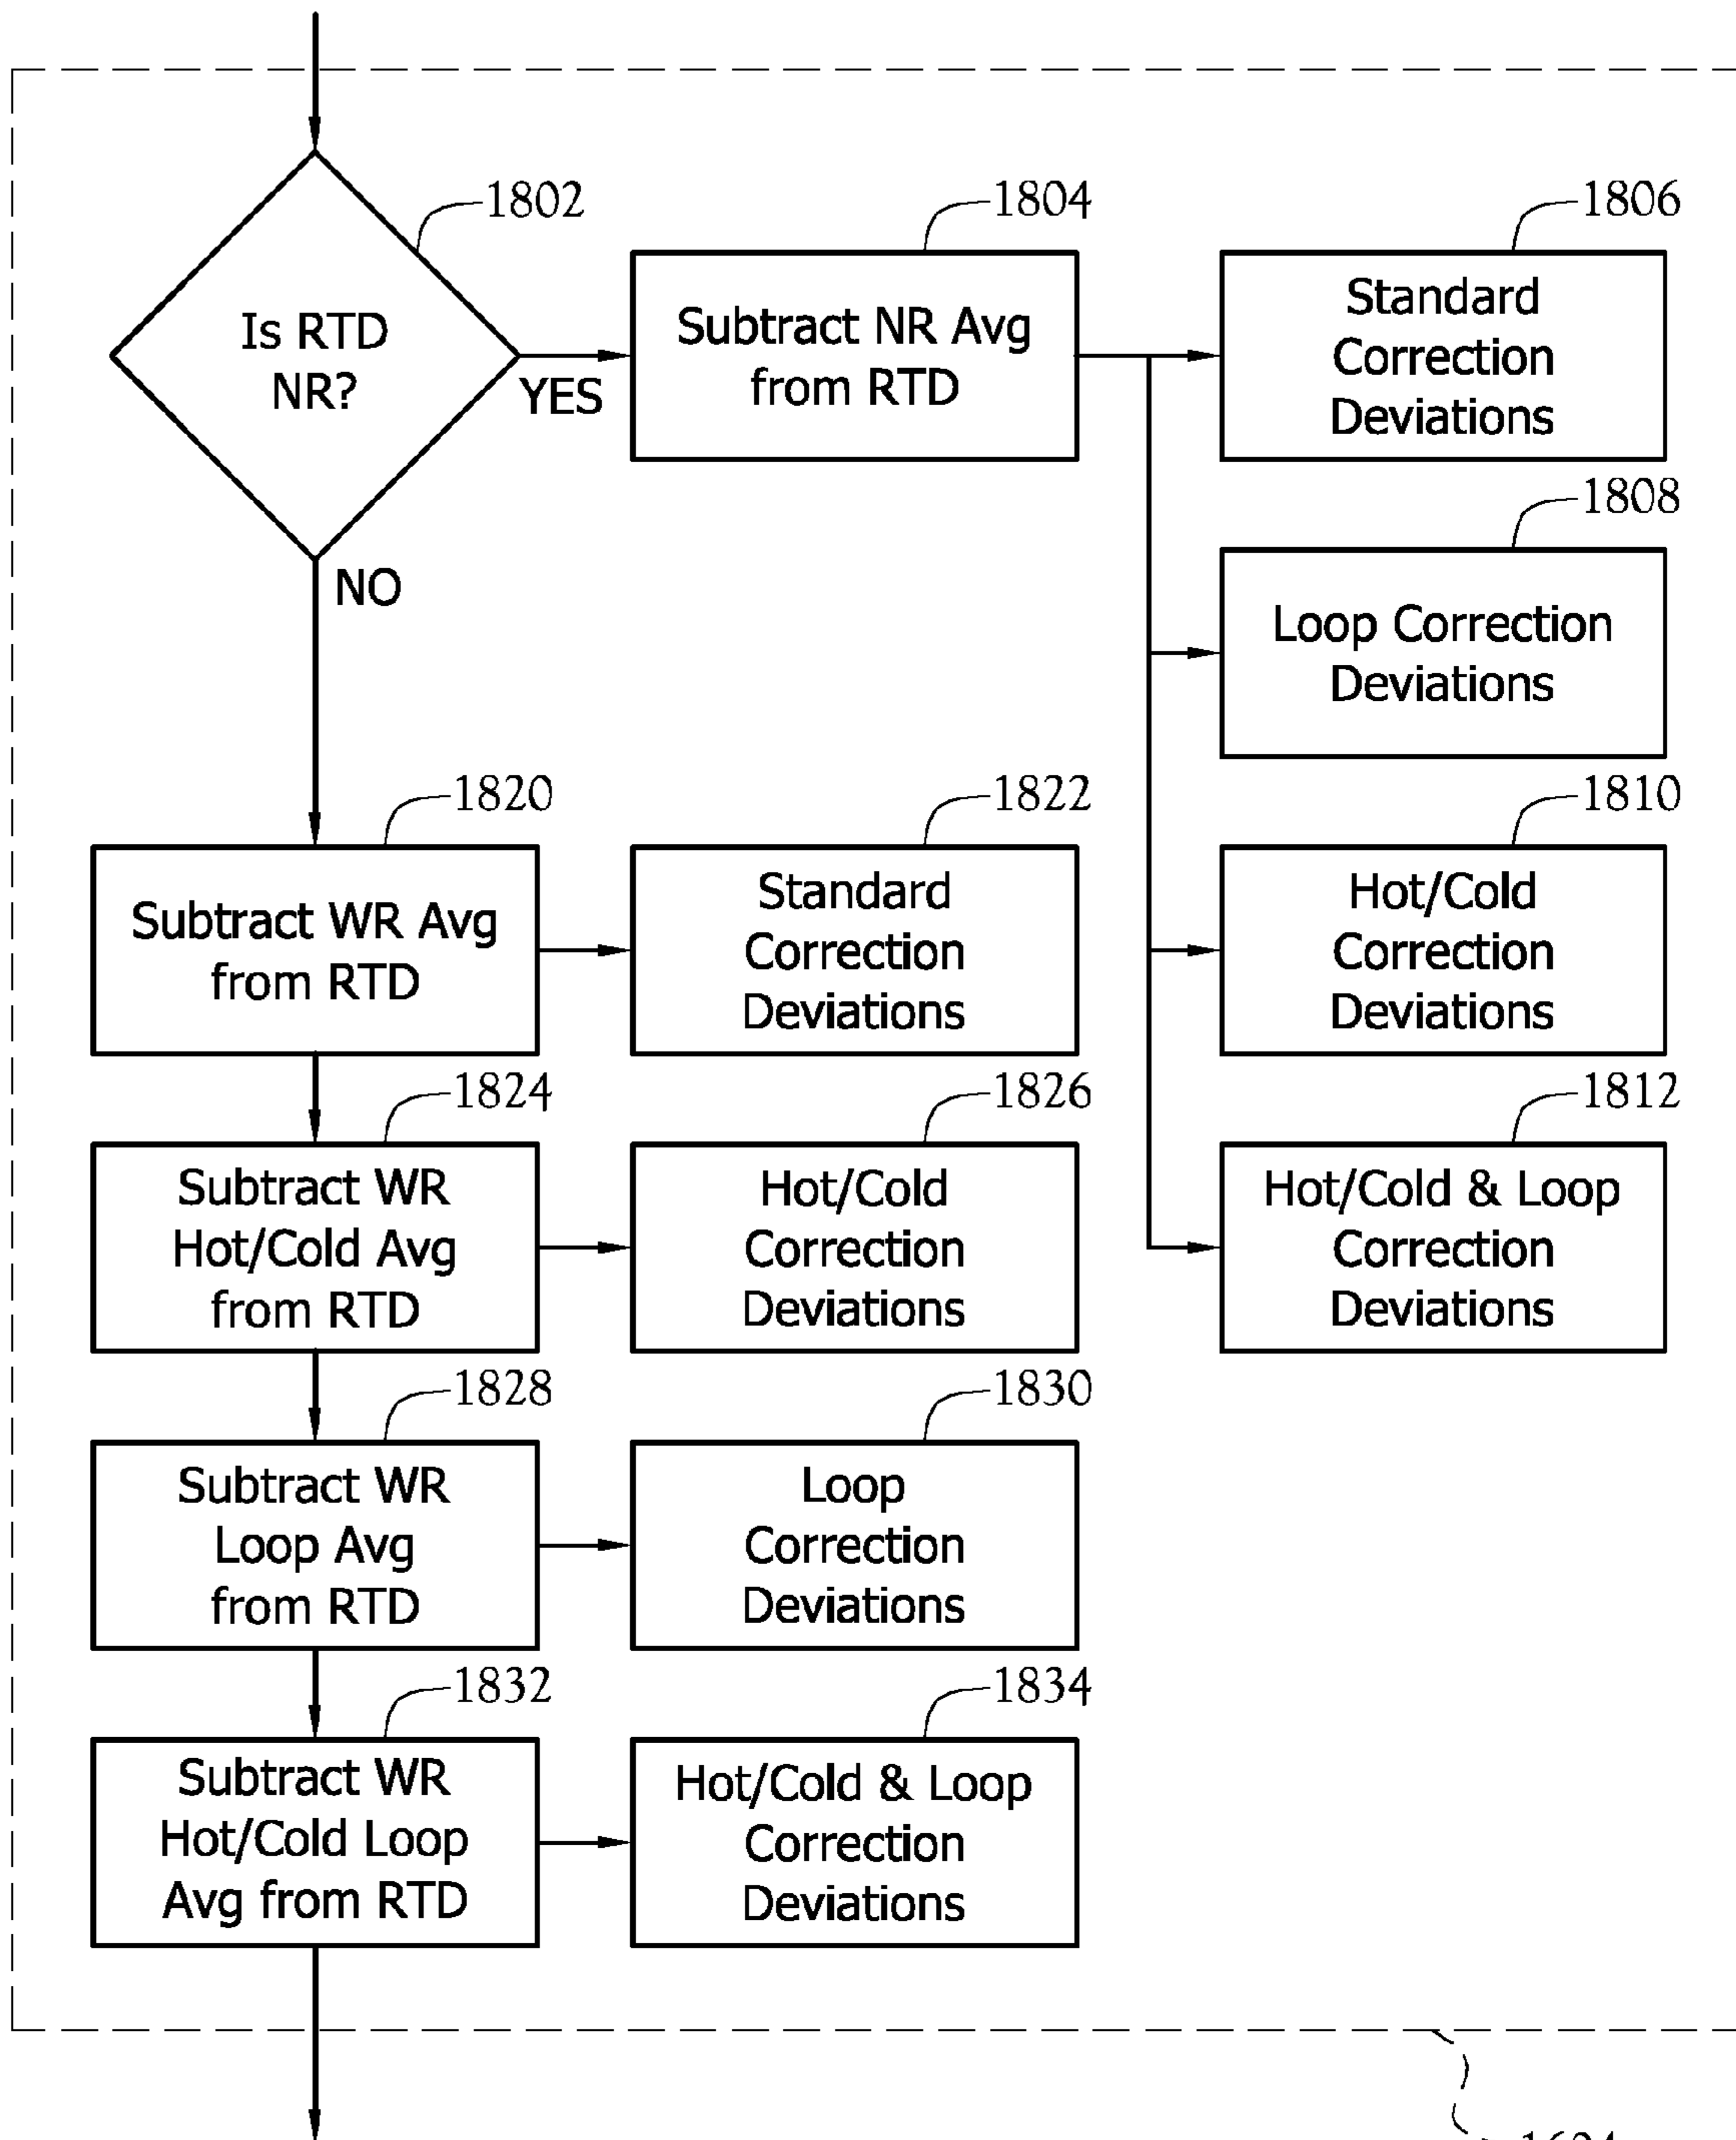 1802
Is RTD
NR?
YES
NO
1804
Subtract NR Avg
from RTD
1806
Standard
Correction
Deviations
1808
Loop Correction
Deviations
1810
Hot/Cold
Correction
Deviations
1812
Hot/Cold & Loop
Correction
Deviations
1820
Subtract WR Avg
from RTD
1822
Standard
Correction
Deviations
1824
Subtract WR
Hot/Cold Avg
from RTD
1826
Hot/Cold
Correction
Deviations
1828
Subtract WR
Loop Avg
from RTD
1830
Loop
Correction
Deviations
1832
Subtract WR
Hot/Cold Loop
Avg from RTD
1834
Hot/Cold & Loop
Correction
Deviations